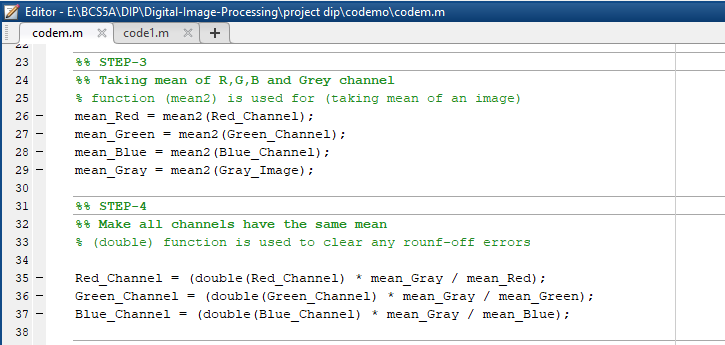 Editor - E:\BCS5A\DIP\Digital-Image-Processing\project dip\codemo\codem.m
codem.m × code1.m × +
22
23 %% STEP-3
24 %% Taking mean of R,G,B and Grey channel
25 % function (mean2) is used for (taking mean of an image)
26 – mean_Red = mean2(Red_Channel);
27 – mean_Green = mean2(Green_Channel);
28 – mean_Blue = mean2(Blue_Channel);
29 – mean_Gray = mean2(Gray_Image);
30
31 %% STEP-4
32 %% Make all channels have the same mean
33 % (double) function is used to clear any rounf-off errors
34
35 – Red_Channel = (double(Red_Channel) * mean_Gray / mean_Red);
36 – Green_Channel = (double(Green_Channel) * mean_Gray / mean_Green);
37 – Blue_Channel = (double(Blue_Channel) * mean_Gray / mean_Blue);
38